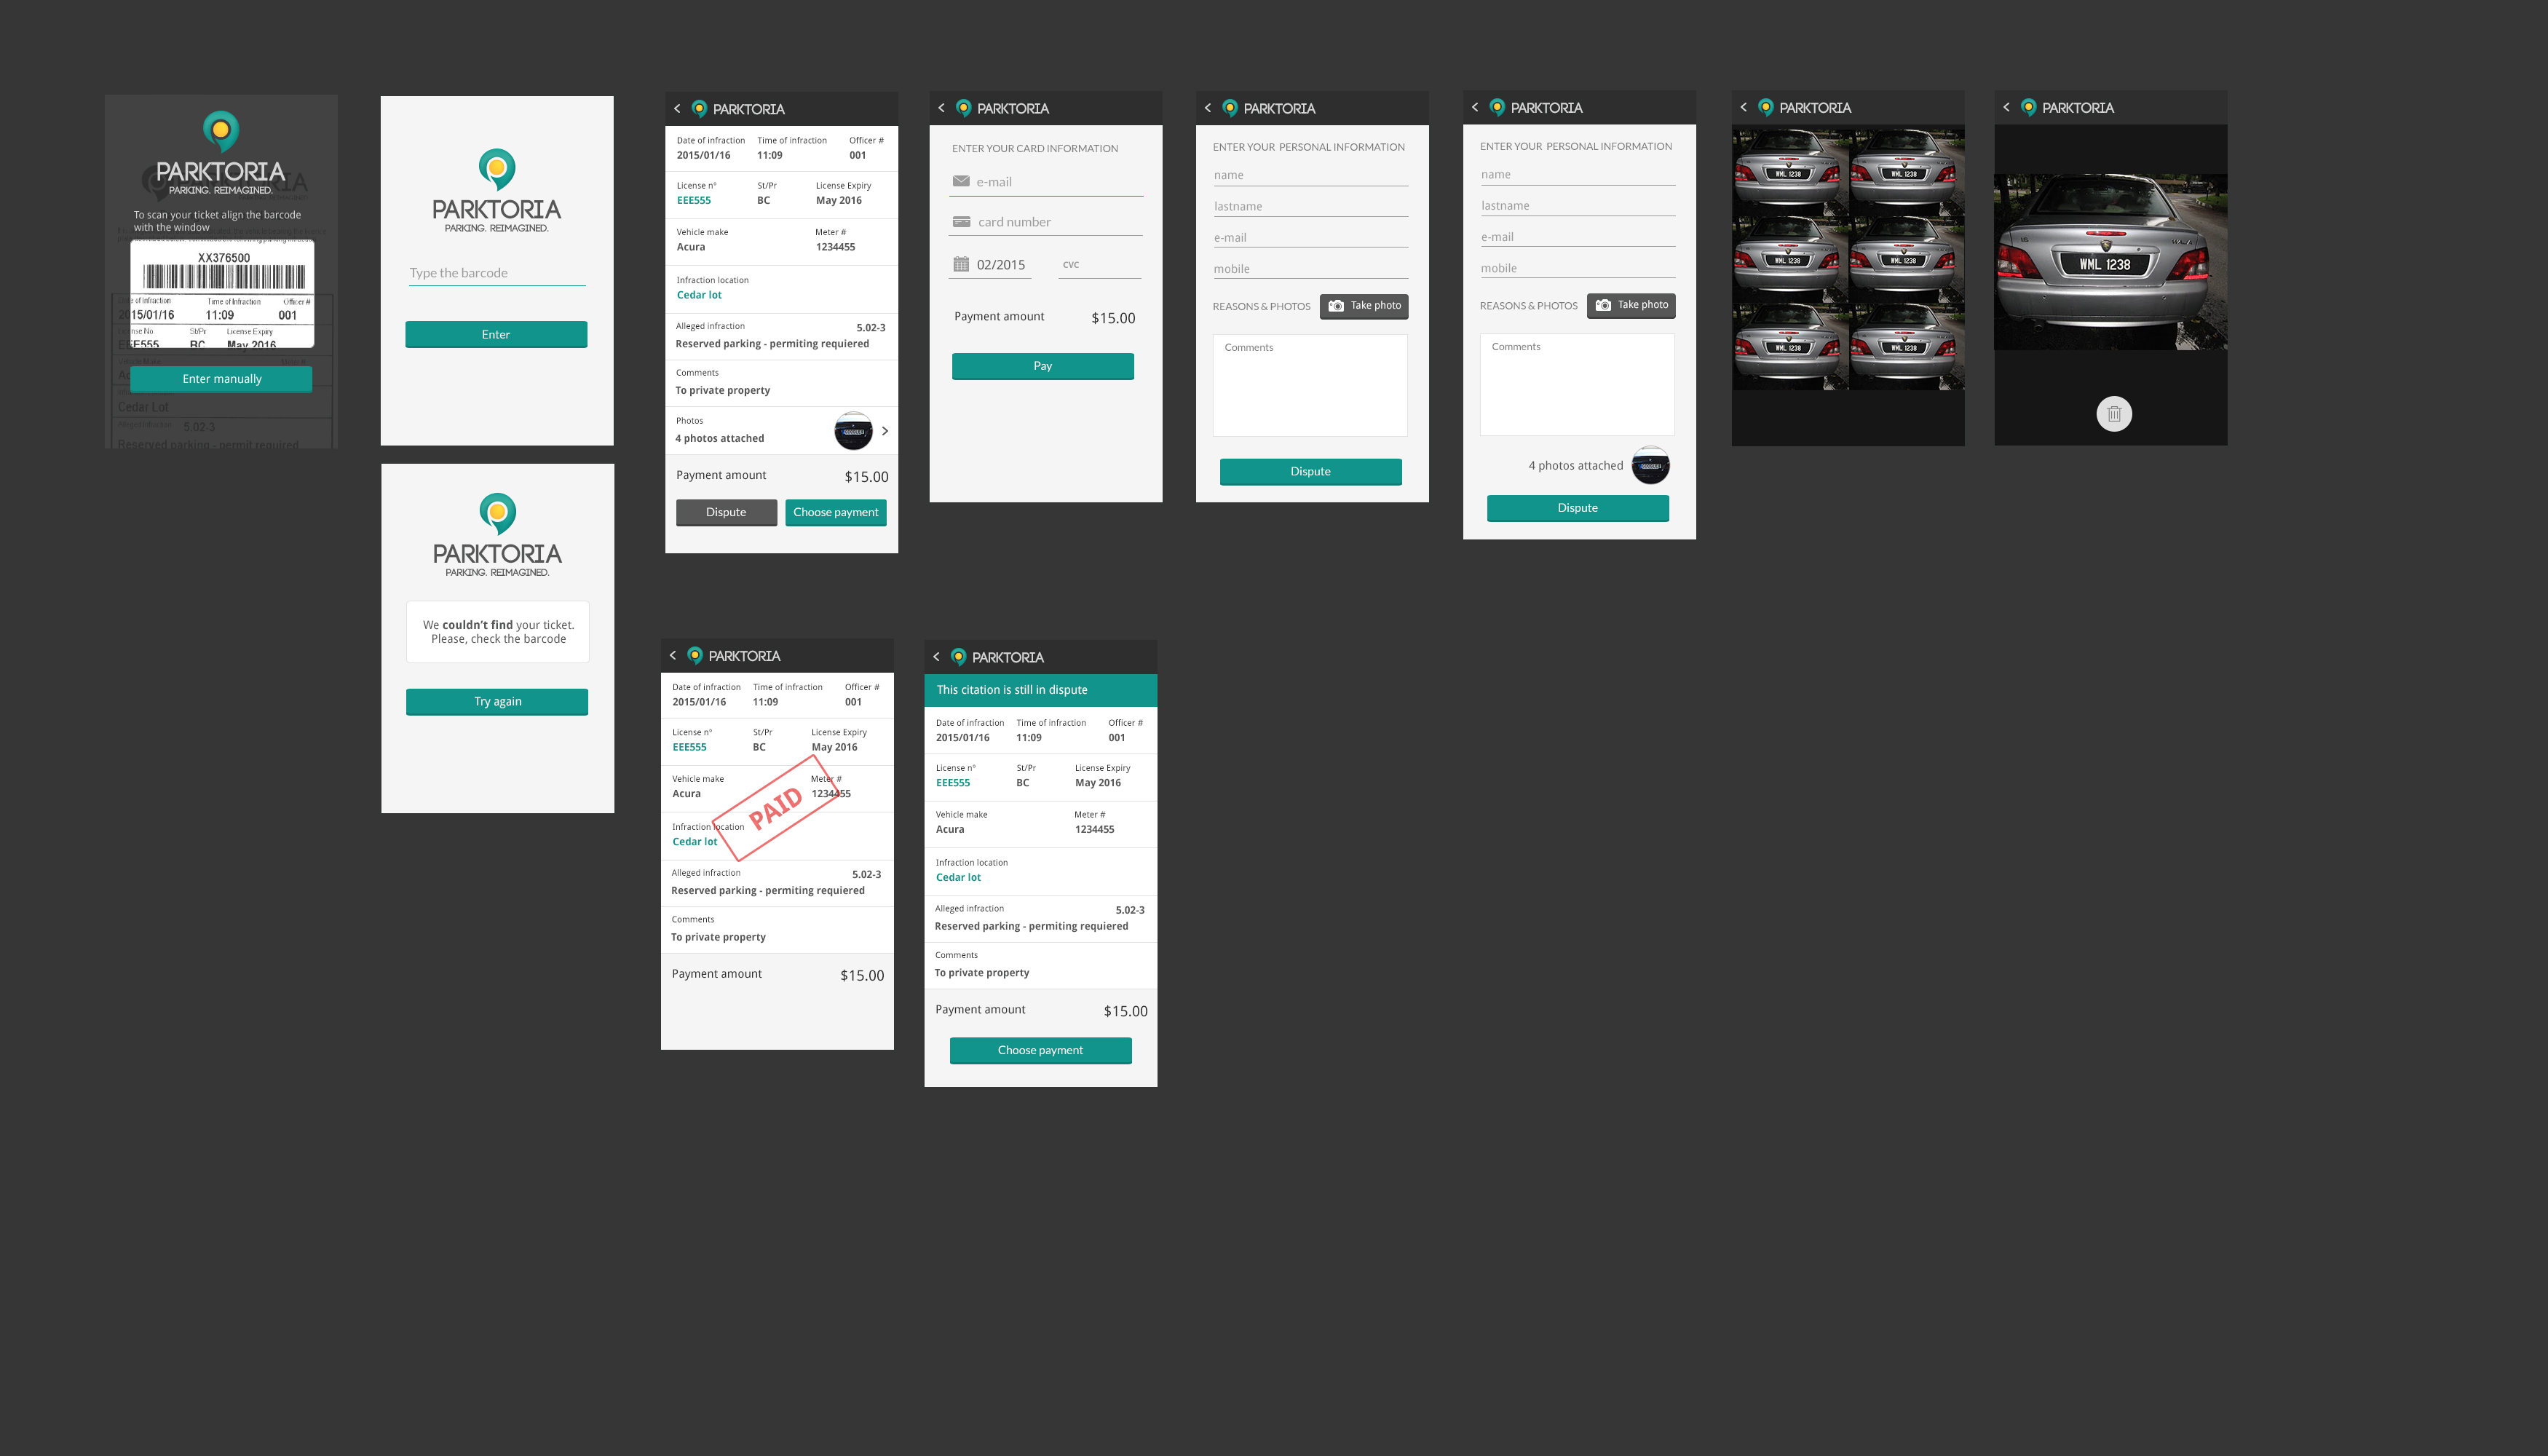 PARKTORIA
PARKING. REIMAGINED.
To scan your ticket align the barcode
with the window
XX376500
Date of Infraction Time of Infraction Officer #
2015/01/16 11:09 001
License No. St/Pr License Expiry
EEE555 BC May 2016
Enter manually
Cedar Lot
Alleged infraction 5.02-3
Reserved parking - permit required
PARKTORIA
PARKING. REIMAGINED.
Type the barcode
Enter
PARKTORIA
PARKING. REIMAGINED.
We couldn't find your ticket.
Please, check the barcode
Try again
PARKTORIA
Date of infraction Time of infraction Officer #
2015/01/16 11:09 001
License n° St/Pr License Expiry
EEE555 BC May 2016
Vehicle make Meter #
Acura 1234455
Infraction location
Cedar lot
Alleged infraction 5.02-3
Reserved parking - permiting requiered
Comments
To private property
Photos
4 photos attached
Payment amount $15.00
Dispute Choose payment
PARKTORIA
ENTER YOUR CARD INFORMATION
e-mail
card number
02/2015 CVC
Payment amount $15.00
Pay
PARKTORIA
ENTER YOUR PERSONAL INFORMATION
name
lastname
e-mail
mobile
REASONS & PHOTOS Take photo
Comments
Dispute
PARKTORIA
ENTER YOUR PERSONAL INFORMATION
name
lastname
e-mail
mobile
REASONS & PHOTOS Take photo
Comments
4 photos attached
Dispute
PARKTORIA
WML 1238 WML 1238
WML 1238 WML 1238
WML 1238 WML 1238
PARKTORIA
WML 1238
PARKTORIA
Date of infraction Time of infraction Officer #
2015/01/16 11:09 001
License n° St/Pr License Expiry
EEE555 BC May 2016
Vehicle make Meter #
Acura 1234455
PAID
Infraction location
Cedar lot
Alleged infraction 5.02-3
Reserved parking - permiting requiered
Comments
To private property
Payment amount $15.00
PARKTORIA
This citation is still in dispute
Date of infraction Time of infraction Officer #
2015/01/16 11:09 001
License n° St/Pr License Expiry
EEE555 BC May 2016
Vehicle make Meter #
Acura 1234455
Infraction location
Cedar lot
Alleged infraction 5.02-3
Reserved parking - permiting requiered
Comments
To private property
Payment amount $15.00
Choose payment